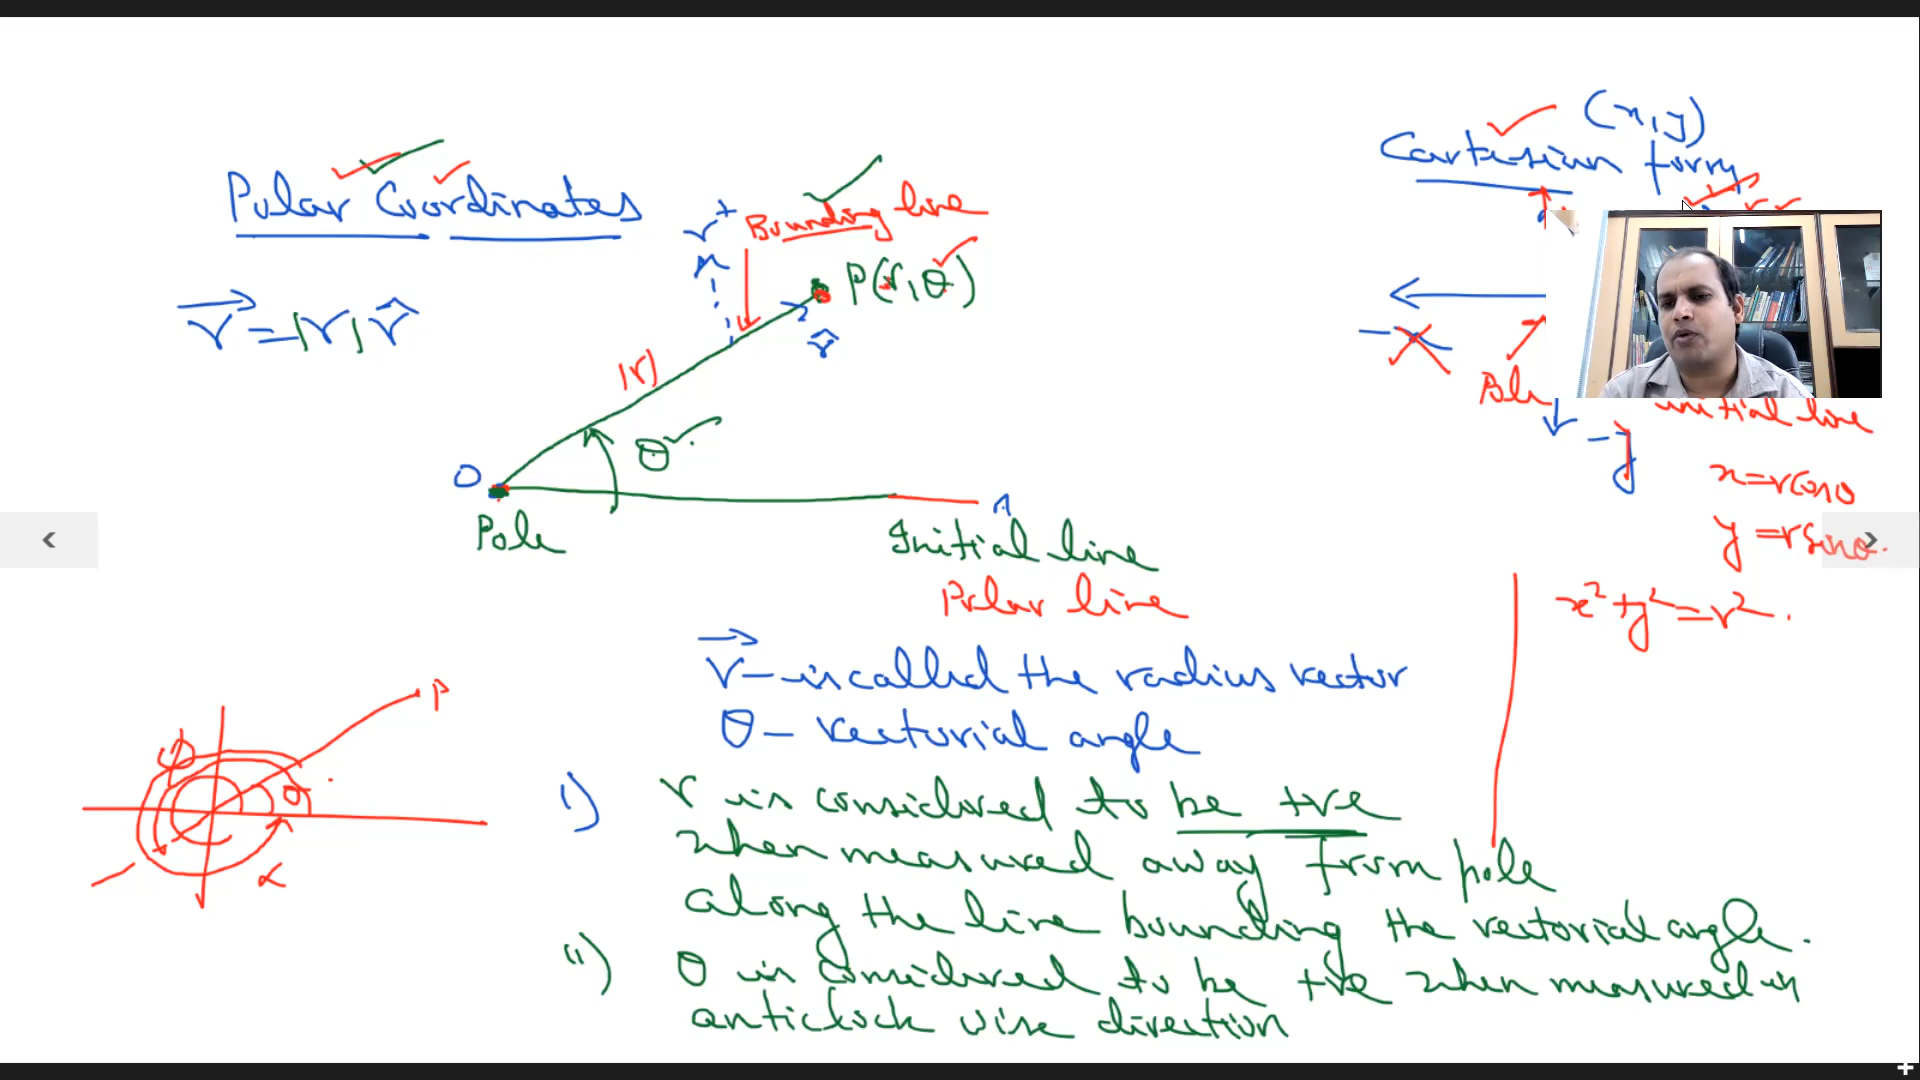 Polar Coordinates
r⃗ = |r| r̂
r⁺
Bounding line
P(r, θ)
r̂
|r|
θ
O
Pole
A
Initial line
Polar line
r⃗ — is called the radius vector
θ — vectorial angle
i) r is considered to be +ve
when measured away from pole
along the line bounding the vectorial angle.
ii) θ is considered to be +ve when measured in
anticlock wise direction
P
ϕ
θ
α
(x, y)
Cartesian form
initial line
-y
x = r cos θ
y = r sin θ.
x² + y² = r².